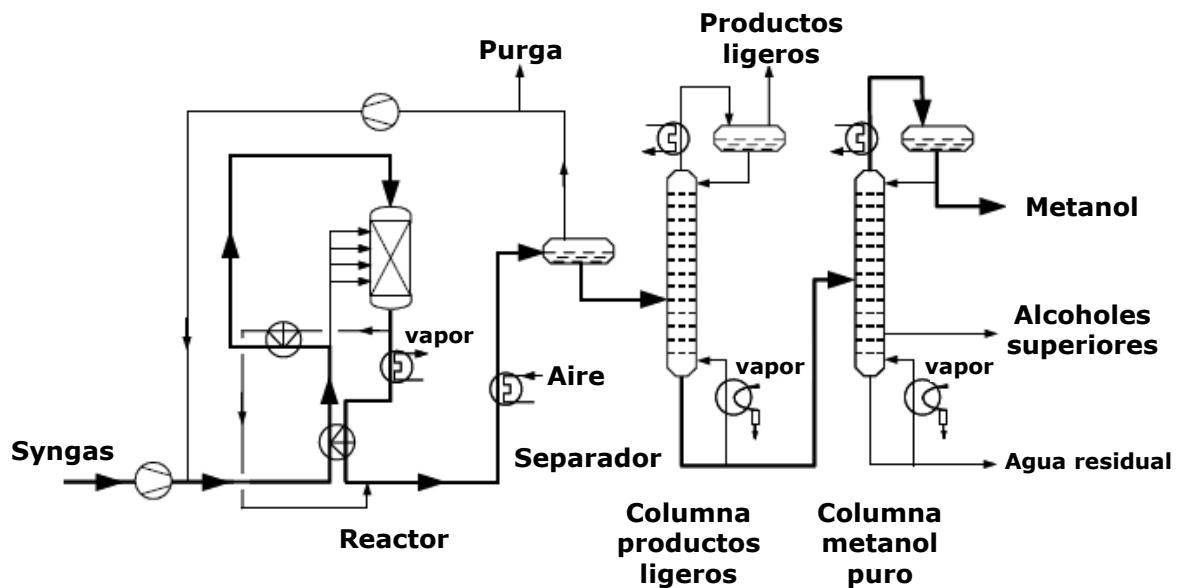 Productos
ligeros
Purga
Metanol
vapor
Aire
Alcoholes
superiores
vapor
vapor
Syngas
Separador
Agua residual
Reactor
Columna
productos
ligeros
Columna
metanol
puro